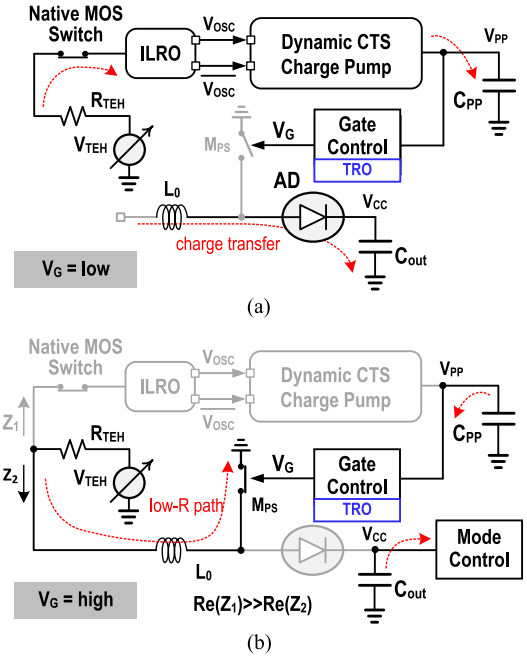 Native MOS
Switch
ILRO
VOSC
VOSC
Dynamic CTS
Charge Pump
VPP
CPP
RTEH
VTEH
MPS
VG
Gate
Control
TRO
L0
AD
VCC
Cout
charge transfer
VG = low
(a)
Native MOS
Switch
ILRO
VOSC
VOSC
Dynamic CTS
Charge Pump
VPP
CPP
Z1
Z2
RTEH
VTEH
low-R path
MPS
VG
Gate
Control
TRO
L0
VCC
Cout
Mode
Control
VG = high
Re(Z1)>>Re(Z2)
(b)